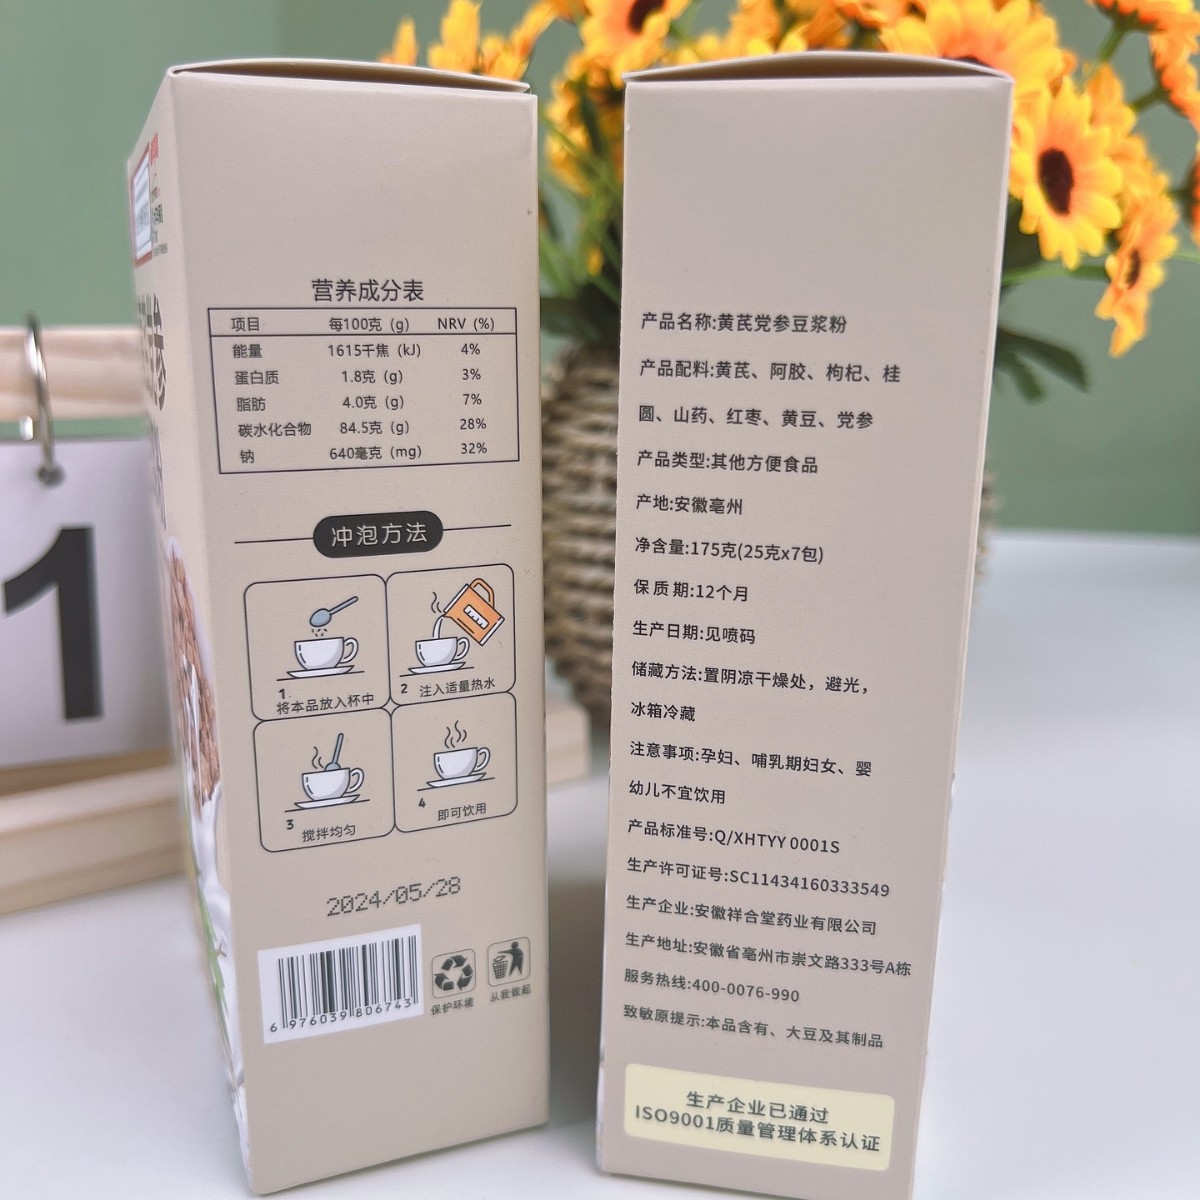 营养成分表
项目 每100克（g） NRV（%）
能量 1615千焦（kJ） 4%
蛋白质 1.8克（g） 3%
脂肪 4.0克（g） 7%
碳水化合物 84.5克（g） 28%
钠 640毫克（mg） 32%
冲泡方法
1
将本品放入杯中
2 注入适量热水
3 搅拌均匀
4 即可饮用
2024/05/28
6 976039 806743
保护环境
从我做起
1
产品名称:黄芪党参豆浆粉
产品配料:黄芪、阿胶、枸杞、桂
圆、山药、红枣、黄豆、党参
产品类型:其他方便食品
产地:安徽亳州
净含量:175克(25克x7包)
保质期:12个月
生产日期:见喷码
储藏方法:置阴凉干燥处，避光，
冰箱冷藏
注意事项:孕妇、哺乳期妇女、婴
幼儿不宜饮用
产品标准号:Q/XHTYY 0001S
生产许可证号:SC11434160333549
生产企业:安徽祥合堂药业有限公司
生产地址:安徽省亳州市崇文路333号A栋
服务热线:400-0076-990
致敏原提示:本品含有、大豆及其制品
生产企业已通过
ISO9001质量管理体系认证